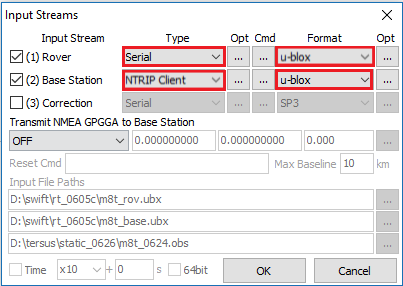 Input Streams
Input Stream Type Opt Cmd Format Opt
(1) Rover Serial ... ... u-blox ...
(2) Base Station NTRIP Client ... ... u-blox ...
(3) Correction Serial ... ... SP3 ...
Transmit NMEA GPGGA to Base Station
OFF 0.000000000 0.000000000 0.000 ...
Reset Cmd Max Baseline 10 km
Input File Paths
D:\swift\rt_0605c\m8t_rov.ubx ...
D:\swift\rt_0605c\m8t_base.ubx ...
D:\tersus\static_0626\m8t_0624.obs ...
Time x10 + 0 s 64bit OK Cancel